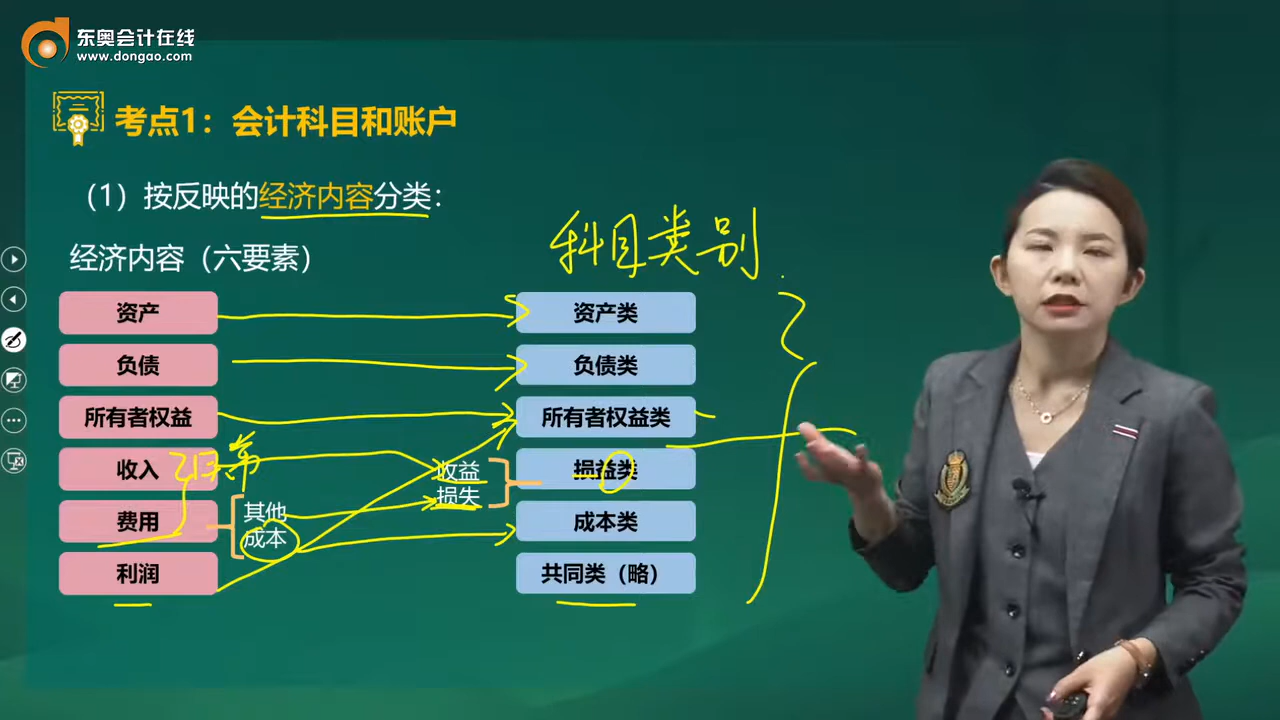 东奥会计在线
www.dongao.com
考点1：会计科目和账户
（1）按反映的经济内容分类：
经济内容（六要素）
科目类别
资产
资产类
负债
负债类
所有者权益
所有者权益类
收入
日常
收益
损失
损益类
费用
其他
成本
成本类
利润
共同类（略）